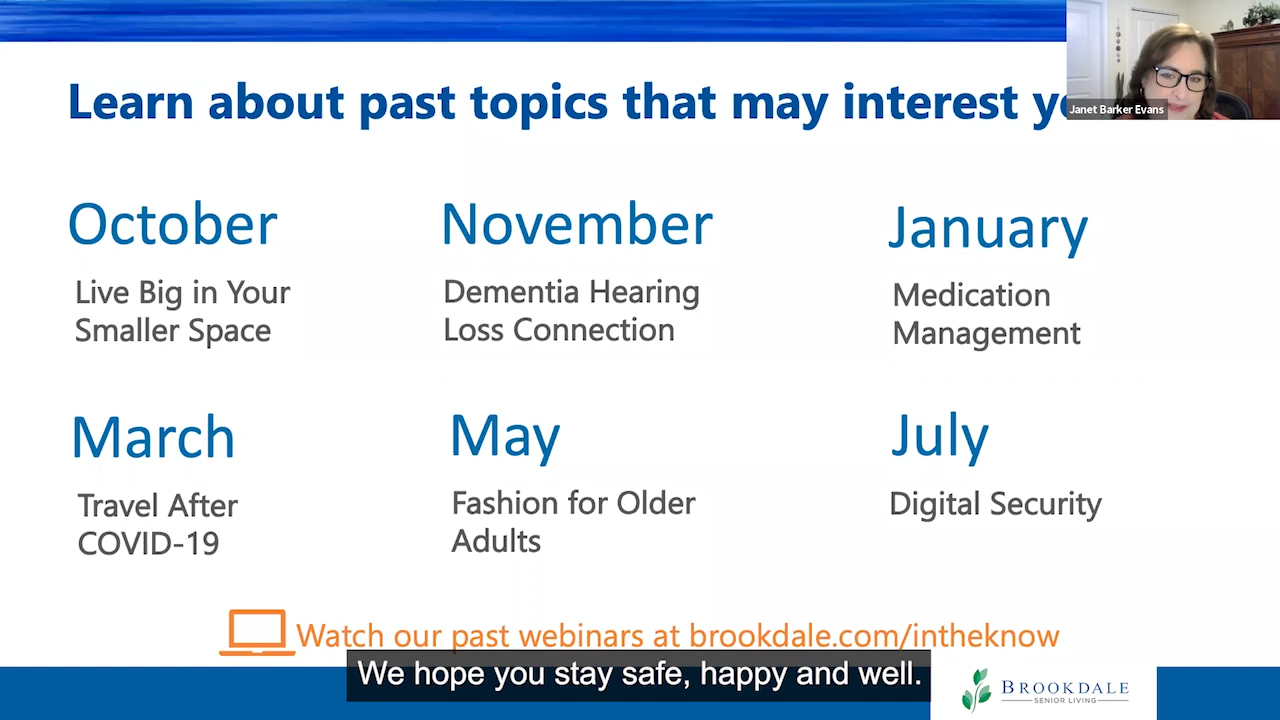 Learn about past topics that may interest yo
Janet Barker Evans
October
Live Big in Your
Smaller Space
November
Dementia Hearing
Loss Connection
January
Medication
Management
March
Travel After
COVID-19
May
Fashion for Older
Adults
July
Digital Security
Watch our past webinars at brookdale.com/intheknow
We hope you stay safe, happy and well.
BROOKDALE
SENIOR LIVING